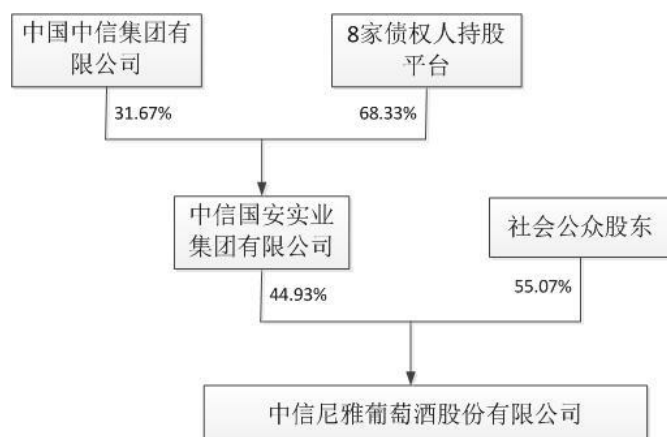 中国中信集团有
限公司
8家债权人持股
平台
31.67%
68.33%
中信国安实业
集团有限公司
社会公众股东
44.93%
55.07%
中信尼雅葡萄酒股份有限公司